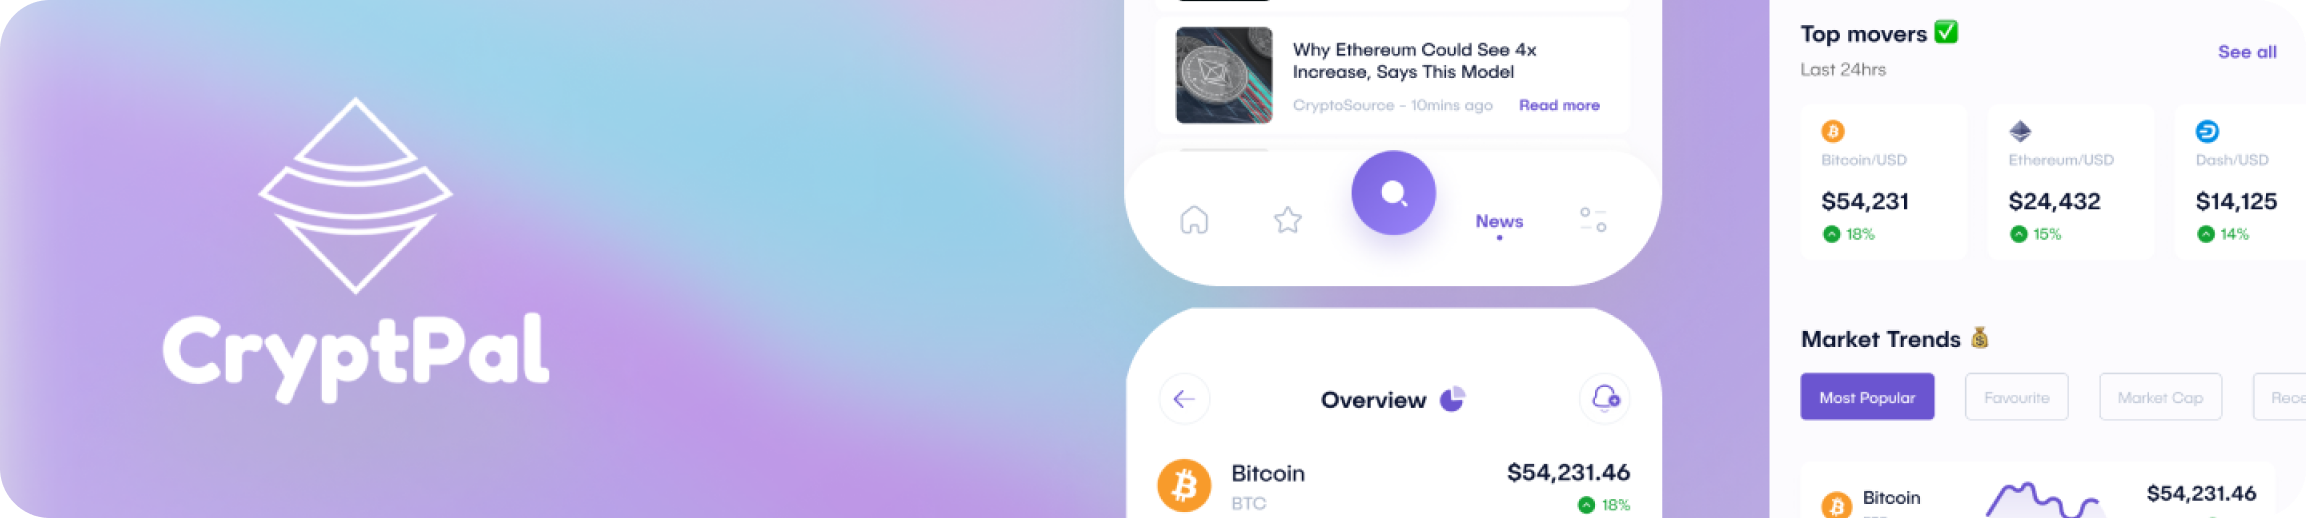 CryptPal
Why Ethereum Could See 4x
Increase, Says This Model
CryptoSource - 10mins ago Read more
News
Overview
Bitcoin $54,231.46
BTC 18%
Top movers
Last 24hrs
See all
Bitcoin/USD Ethereum/USD Dash/USD
$54,231 $24,432 $14,125
18% 15% 14%
Market Trends
Most Popular Favourite Market Cap
Bitcoin $54,231.46